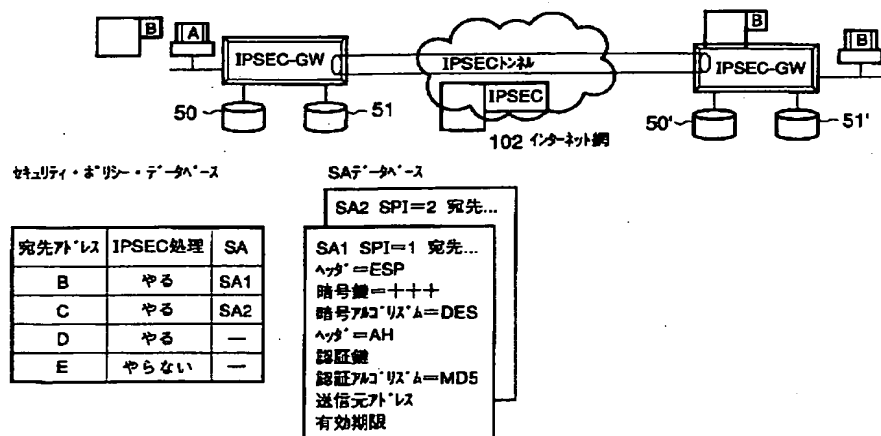 B
A
IPSEC-GW
IPSECトンネル
IPSEC
B
IPSEC-GW
B
50
51
102 インターネット網
50'
51'
セキュリティ・ポリシー・データベース
宛先アドレス IPSEC処理 SA
B やる SA1
C やる SA2
D やる —
E やらない —
SAデータベース
SA2 SPI=2 宛先...
SA1 SPI=1 宛先...
ヘッダ=ESP
暗号鍵=+++
暗号アルゴリズム=DES
ヘッダ=AH
認証鍵
認証アルゴリズム=MD5
送信元アドレス
有効期限